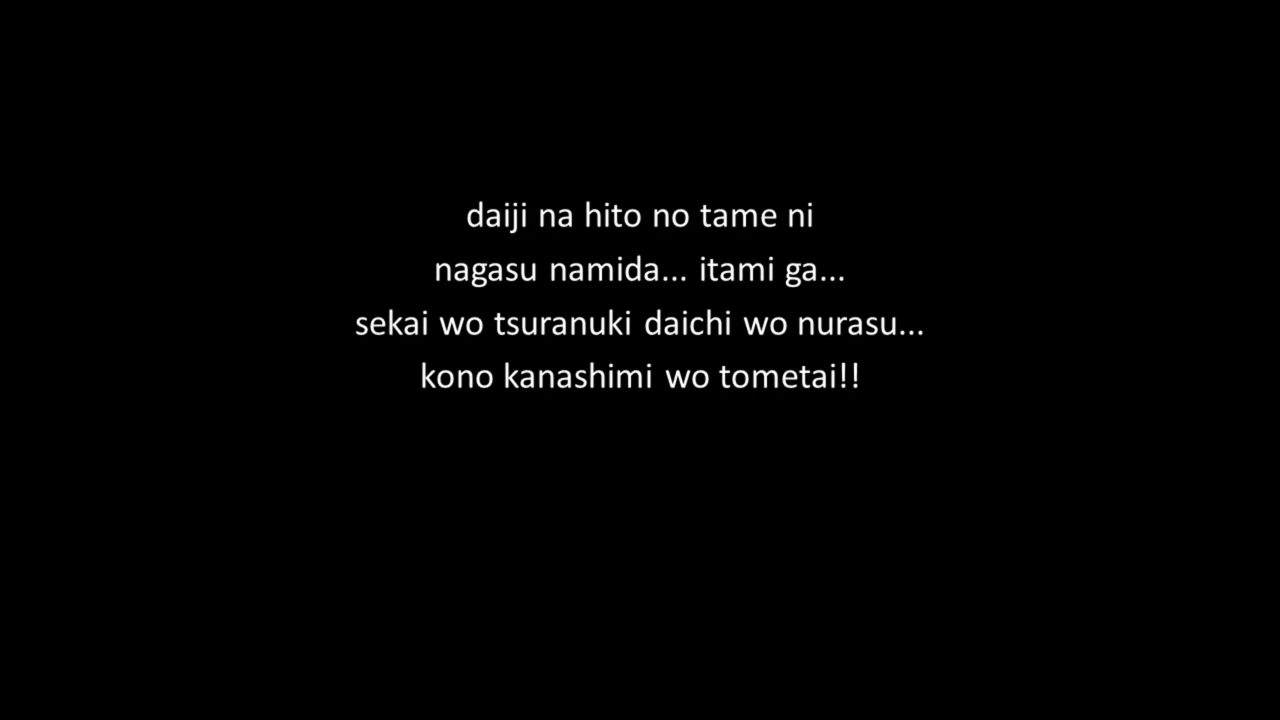 daiji na hito no tame ni
nagasu namida... itami ga...
sekai wo tsuranuki daichi wo nurasu...
kono kanashimi wo tometai!!